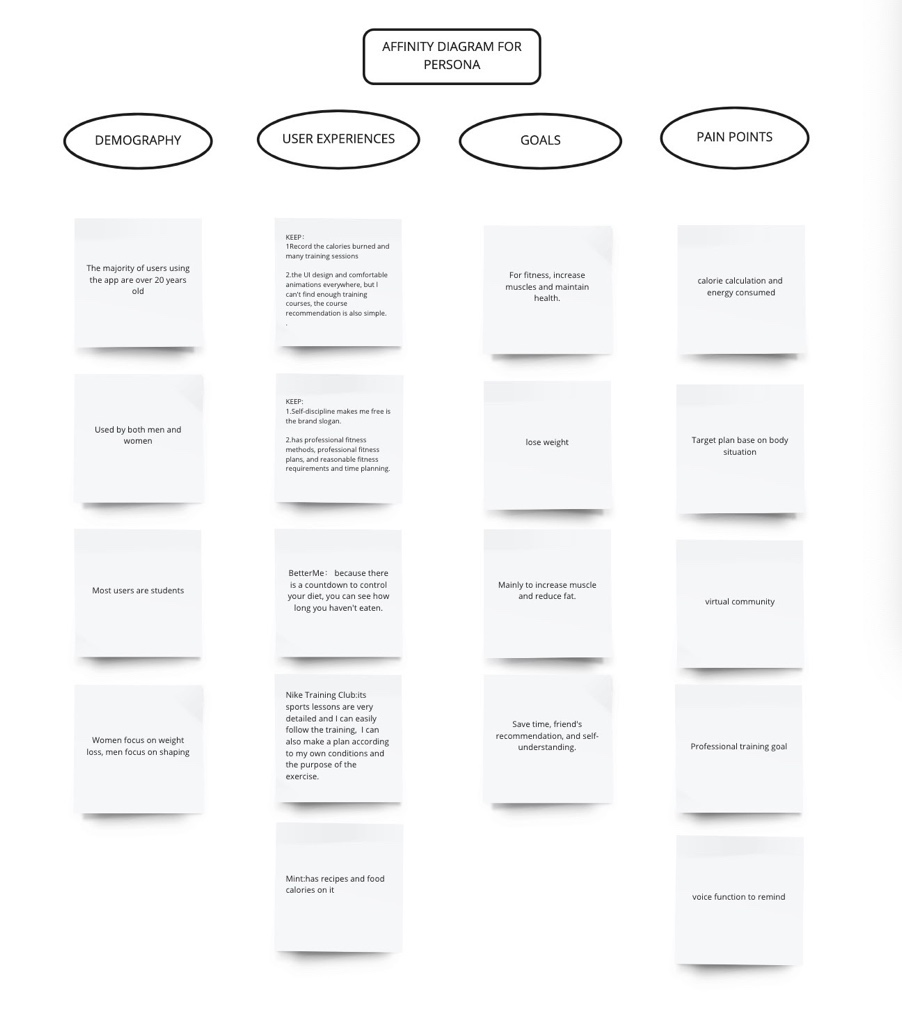 AFFINITY DIAGRAM FOR
PERSONA
DEMOGRAPHY
USER EXPERIENCES
GOALS
PAIN POINTS
The majority of users using
the app are over 20 years
old
Used by both men and
women
Most users are students
Women focus on weight
loss, men focus on shaping
KEEP：
1Record the calories burned and
many training sessions
2.the UI design and comfortable
animations everywhere, but I
can't find enough training
courses, the course
recommendation is also simple.
.
KEEP:
1.Self-discipline makes me free is
the brand slogan.
2.has professional fitness
methods, professional fitness
plans, and reasonable fitness
requirements and time planning.
BetterMe： because there
is a countdown to control
your diet, you can see how
long you haven't eaten.
Nike Training Club:its
sports lessons are very
detailed and I can easily
follow the training, I can
also make a plan according
to my own conditions and
the purpose of the
exercise.
Mint:has recipes and food
calories on it
For fitness, increase
muscles and maintain
health.
lose weight
Mainly to increase muscle
and reduce fat.
Save time, friend's
recommendation, and self-
understanding.
calorie calculation and
energy consumed
Target plan base on body
situation
virtual community
Professional training goal
voice function to remind